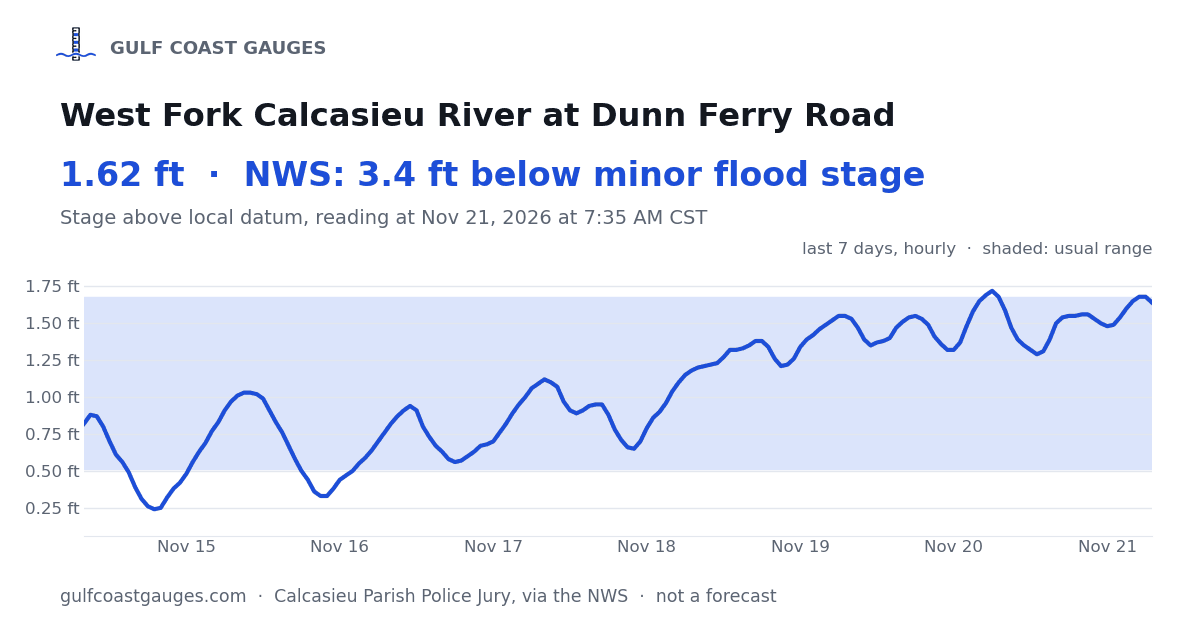 GULF COAST GAUGES
West Fork Calcasieu River at Dunn Ferry Road
1.62 ft · NWS: 3.4 ft below minor flood stage
Stage above local datum, reading at Nov 21, 2026 at 7:35 AM CST
last 7 days, hourly · shaded: usual range
1.75 ft
1.50 ft
1.25 ft
1.00 ft
0.75 ft
0.50 ft
0.25 ft
Nov 15 Nov 16 Nov 17 Nov 18 Nov 19 Nov 20 Nov 21
gulfcoastgauges.com · Calcasieu Parish Police Jury, via the NWS · not a forecast